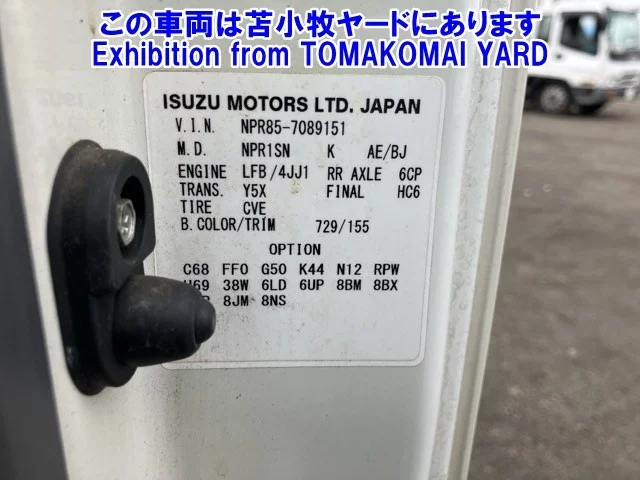 この車両は苫小牧ヤードにあります
Exhibition from TOMAKOMAI YARD
ISUZU MOTORS LTD. JAPAN
V.I.N. NPR85-7089151
M.D. NPR1SN K AE/BJ
ENGINE LFB/4JJ1 RR AXLE 6CP
TRANS. Y5X FINAL HC6
TIRE CVE
B.COLOR/TRIM 729/155
OPTION
C68 FF0 G50 K44 N12 RPW
38W 6LD 6UP 8BM 8BX
8JM 8NS